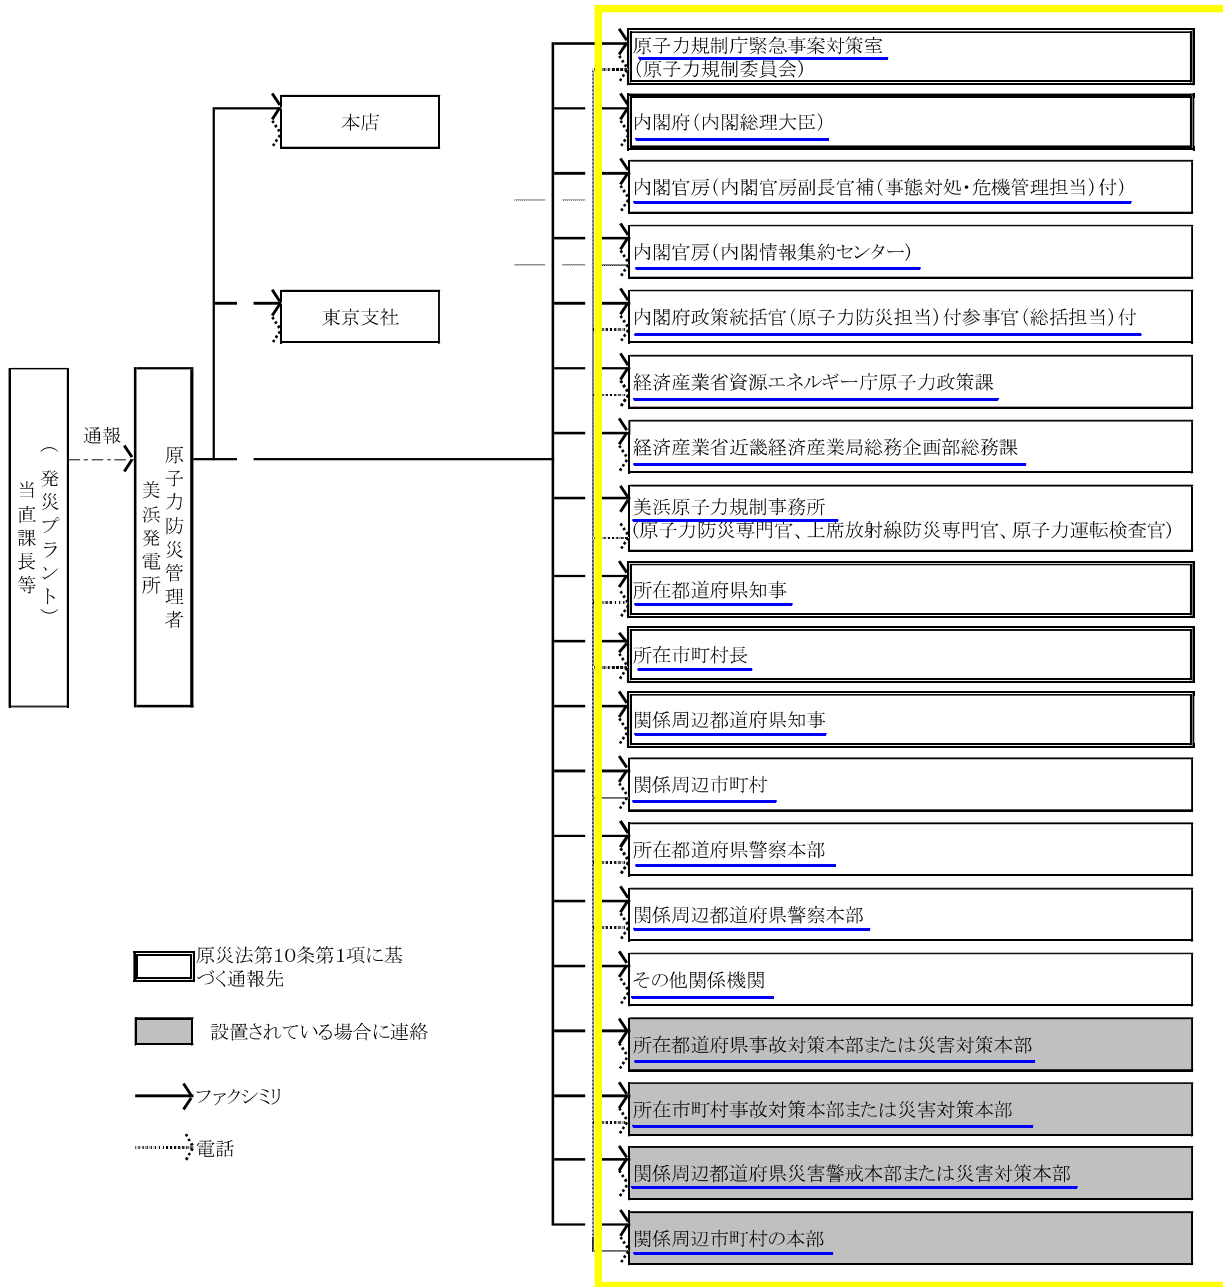 原子力規制庁緊急事案対策室
(原子力規制委員会)
内閣府(内閣総理大臣)
内閣官房(内閣官房副長官補(事態対処・危機管理担当)付)
内閣官房(内閣情報集約センター)
内閣府政策統括官(原子力防災担当)付参事官(総括担当)付
経済産業省資源エネルギー庁原子力政策課
経済産業省近畿経済産業局総務企画部総務課
美浜原子力規制事務所
(原子力防災専門官、上席放射線防災専門官、原子力運転検査官)
所在都道府県知事
所在市町村長
関係周辺都道府県知事
関係周辺市町村
所在都道府県警察本部
関係周辺都道府県警察本部
その他関係機関
所在都道府県事故対策本部または災害対策本部
所在市町村事故対策本部または災害対策本部
関係周辺都道府県災害警戒本部または災害対策本部
関係周辺市町村の本部
本店
東京支社
(発災プラント)
当直課長等
通報
原子力防災管理者
美浜発電所
原災法第10条第1項に基
づく通報先
設置されている場合に連絡
ファクシミリ
電話